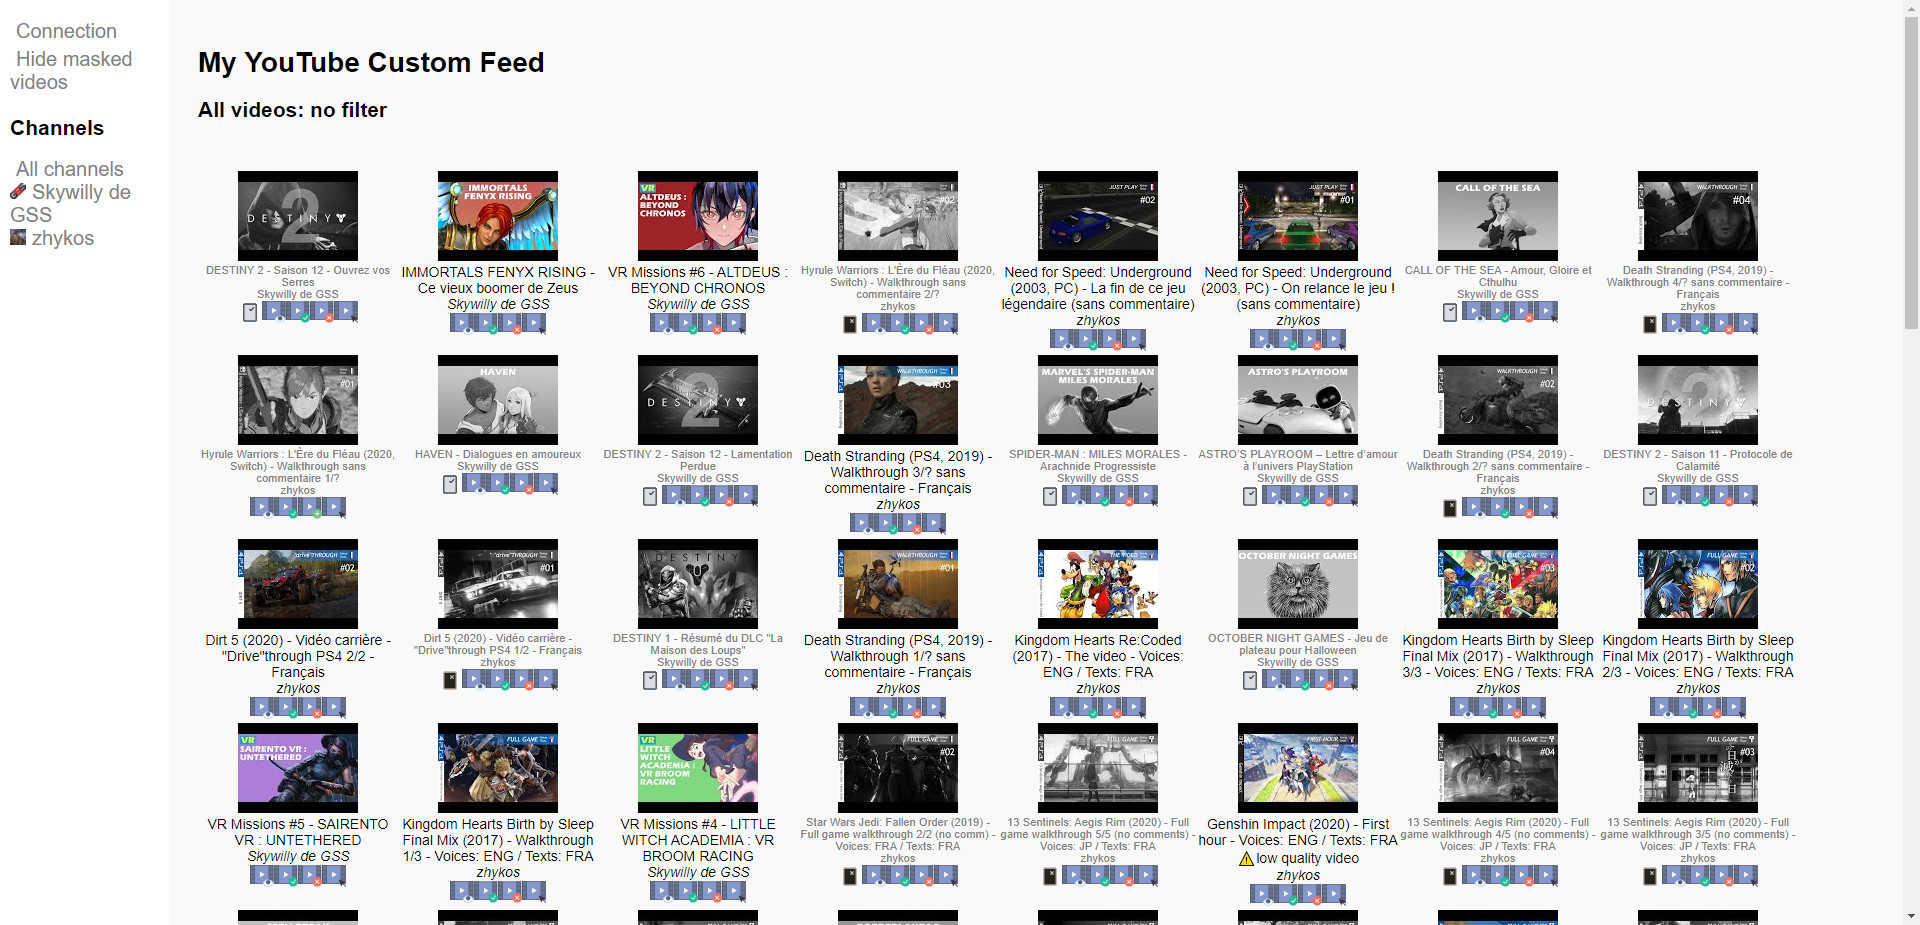 Connection
Hide masked
videos
Channels
All channels
Skywilly de
GSS
zhykos
My YouTube Custom Feed
All videos: no filter
DESTINY 2
DESTINY 2 - Saison 12 - Ouvrez vos
Serres
Skywilly de GSS
IMMORTALS
FENYX RISING
IMMORTALS FENYX RISING -
Ce vieux boomer de Zeus
Skywilly de GSS
VR
ALTDEUS :
BEYOND
CHRONOS
VR Missions #6 - ALTDEUS :
BEYOND CHRONOS
Skywilly de GSS
#02
Hyrule Warriors : L'Ère du Fléau (2020,
Switch) - Walkthrough sans
commentaire 2/?
zhykos
JUST PLAY
#02
Need for Speed: Underground
(2003, PC) - La fin de ce jeu
légendaire (sans commentaire)
zhykos
JUST PLAY
#01
Need for Speed: Underground
(2003, PC) - On relance le jeu !
(sans commentaire)
zhykos
CALL OF THE SEA
CALL OF THE SEA - Amour, Gloire et
Cthulhu
Skywilly de GSS
WALKTHROUGH
#04
Death Stranding (PS4, 2019) -
Walkthrough 4/? sans commentaire -
Français
zhykos
#01
Hyrule Warriors : L'Ère du Fléau (2020,
Switch) - Walkthrough sans
commentaire 1/?
zhykos
HAVEN
HAVEN - Dialogues en amoureux
Skywilly de GSS
DESTINY 2
DESTINY 2 - Saison 12 - Lamentation
Perdue
Skywilly de GSS
PS4
WALKTHROUGH
#03
Death Stranding (PS4, 2019) -
Walkthrough 3/? sans
commentaire - Français
zhykos
MARVEL'S SPIDER-MAN
MILES MORALES
SPIDER-MAN : MILES MORALES -
Arachnide Progressiste
Skywilly de GSS
ASTRO'S PLAYROOM
ASTRO'S PLAYROOM – Lettre d'amour
à l'univers PlayStation
Skywilly de GSS
PS4
WALKTHROUGH
#02
Death Stranding (PS4, 2019) -
Walkthrough 2/? sans commentaire -
Français
zhykos
DESTINY 2
DESTINY 2 - Saison 11 - Protocole de
Calamité
Skywilly de GSS
PS4
"drive"THROUGH
#02
Dirt 5 (2020) - Vidéo carrière -
"Drive"through PS4 2/2 -
Français
zhykos
PS4
"drive"THROUGH
#01
Dirt 5 (2020) - Vidéo carrière -
"Drive"through PS4 1/2 - Français
zhykos
DESTINY
DESTINY 1 - Résumé du DLC "La
Maison des Loups"
Skywilly de GSS
PS4
WALKTHROUGH
#01
Death Stranding (PS4, 2019) -
Walkthrough 1/? sans
commentaire - Français
zhykos
PS4
THE VIDEO
Kingdom Hearts Re:Coded
(2017) - The video - Voices:
ENG / Texts: FRA
zhykos
OCTOBER NIGHT GAMES
OCTOBER NIGHT GAMES - Jeu de
plateau pour Halloween
Skywilly de GSS
PS4
FULL GAME
#03
Kingdom Hearts Birth by Sleep
Final Mix (2017) - Walkthrough
3/3 - Voices: ENG / Texts: FRA
zhykos
PS4
FULL GAME
#02
Kingdom Hearts Birth by Sleep
Final Mix (2017) - Walkthrough
2/3 - Voices: ENG / Texts: FRA
zhykos
VR
SAIRENTO VR :
UNTETHERED
VR Missions #5 - SAIRENTO
VR : UNTETHERED
Skywilly de GSS
PS4
FULL GAME
Kingdom Hearts Birth by Sleep
Final Mix (2017) - Walkthrough
1/3 - Voices: ENG / Texts: FRA
zhykos
VR
LITTLE
WITCH
ACADEMIA :
VR BROOM
RACING
VR Missions #4 - LITTLE
WITCH ACADEMIA : VR
BROOM RACING
Skywilly de GSS
PS4
FULL GAME
#02
Star Wars Jedi: Fallen Order (2019) -
Full game walkthrough 2/2 (no comm) -
Voices: FRA / Texts: FRA
zhykos
PS4
FULL GAME
13 Sentinels: Aegis Rim (2020) - Full
game walkthrough 5/5 (no comments) -
Voices: JP / Texts: FRA
zhykos
FIRST HOUR
Genshin Impact (2020) - First
hour - Voices: ENG / Texts: FRA
low quality video
zhykos
PS4
FULL GAME
#04
13 Sentinels: Aegis Rim (2020) - Full
game walkthrough 4/5 (no comments) -
Voices: JP / Texts: FRA
zhykos
PS4
FULL GAME
#03
13 Sentinels: Aegis Rim (2020) - Full
game walkthrough 3/5 (no comments) -
Voices: JP / Texts: FRA
zhykos